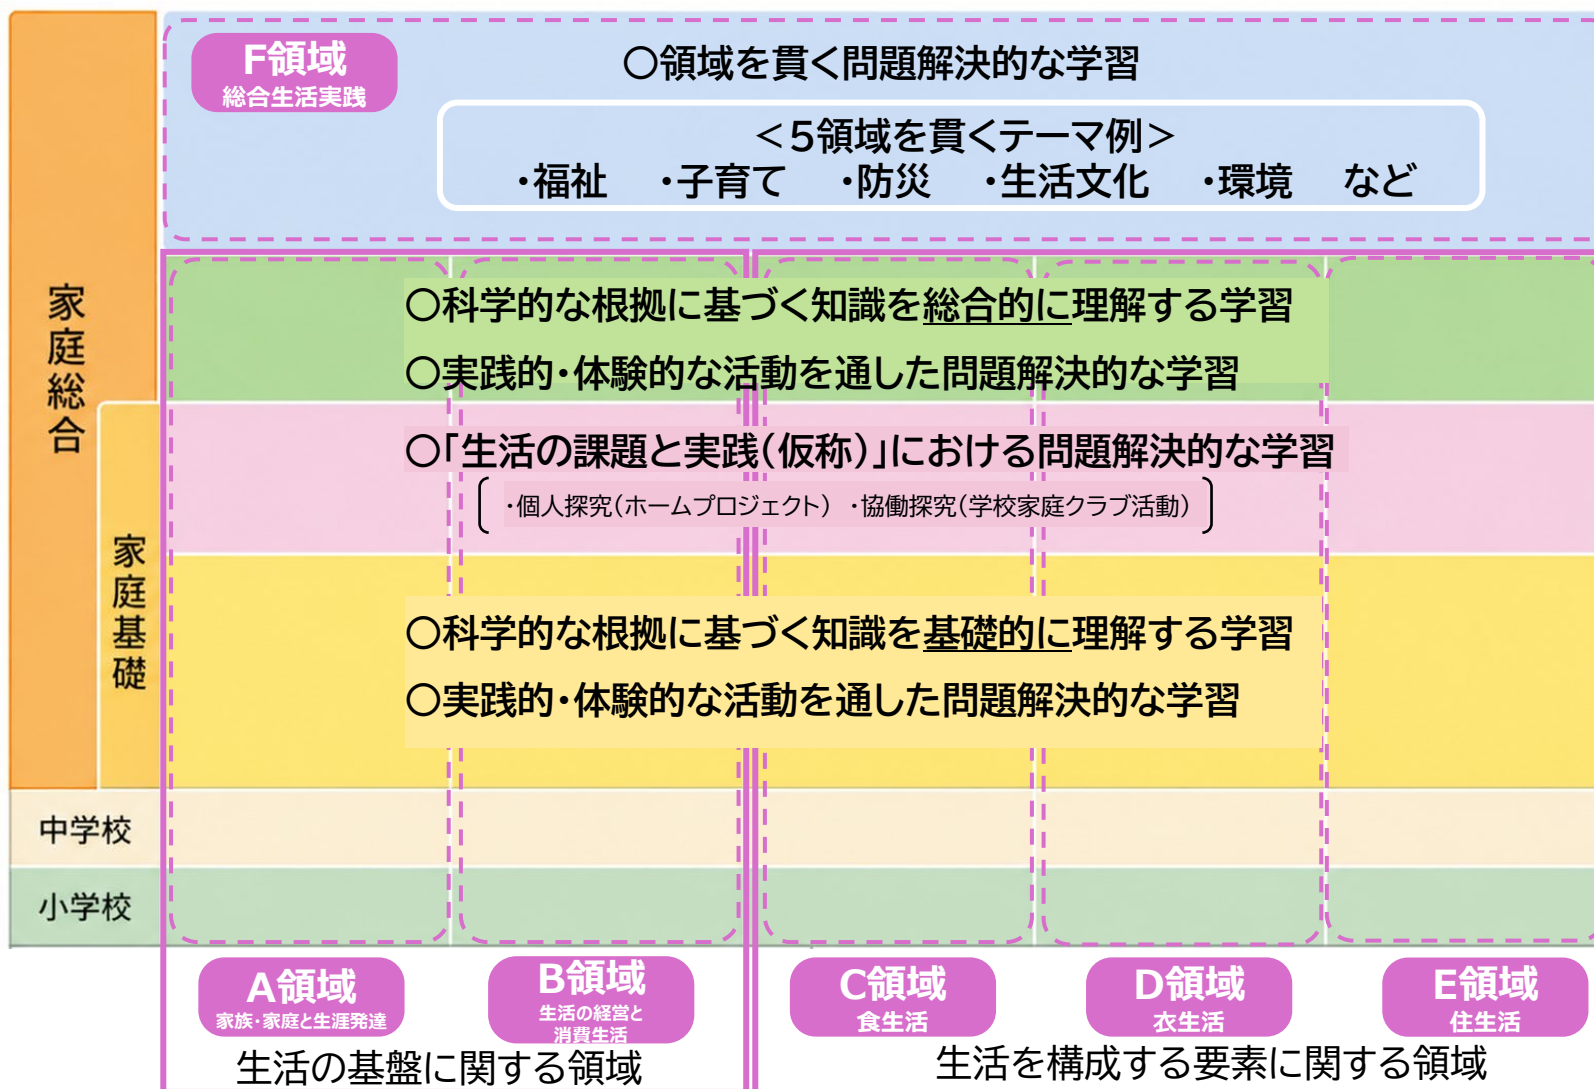 F領域
総合生活実践
○領域を貫く問題解決的な学習
＜5領域を貫くテーマ例＞
・福祉　・子育て　・防災　・生活文化　・環境　など
家庭総合
○科学的な根拠に基づく知識を総合的に理解する学習
○実践的・体験的な活動を通した問題解決的な学習
○「生活の課題と実践（仮称）」における問題解決的な学習
・個人探究（ホームプロジェクト）　・協働探究（学校家庭クラブ活動）
家庭基礎
○科学的な根拠に基づく知識を基礎的に理解する学習
○実践的・体験的な活動を通した問題解決的な学習
中学校
小学校
A領域
家族・家庭と生涯発達
B領域
生活の経営と
消費生活
C領域
食生活
D領域
衣生活
E領域
住生活
生活の基盤に関する領域
生活を構成する要素に関する領域